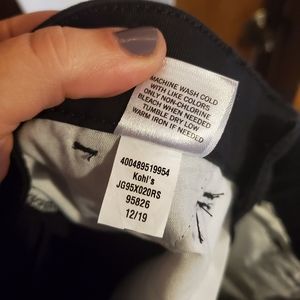 MACHINE WASH COLD
WITH LIKE COLORS
ONLY NON-CHLORINE
BLEACH WHEN NEEDED
TUMBLE DRY LOW
WARM IRON IF NEEDED
400489519954
Kohl's
JG95X020RS
95826
12/19